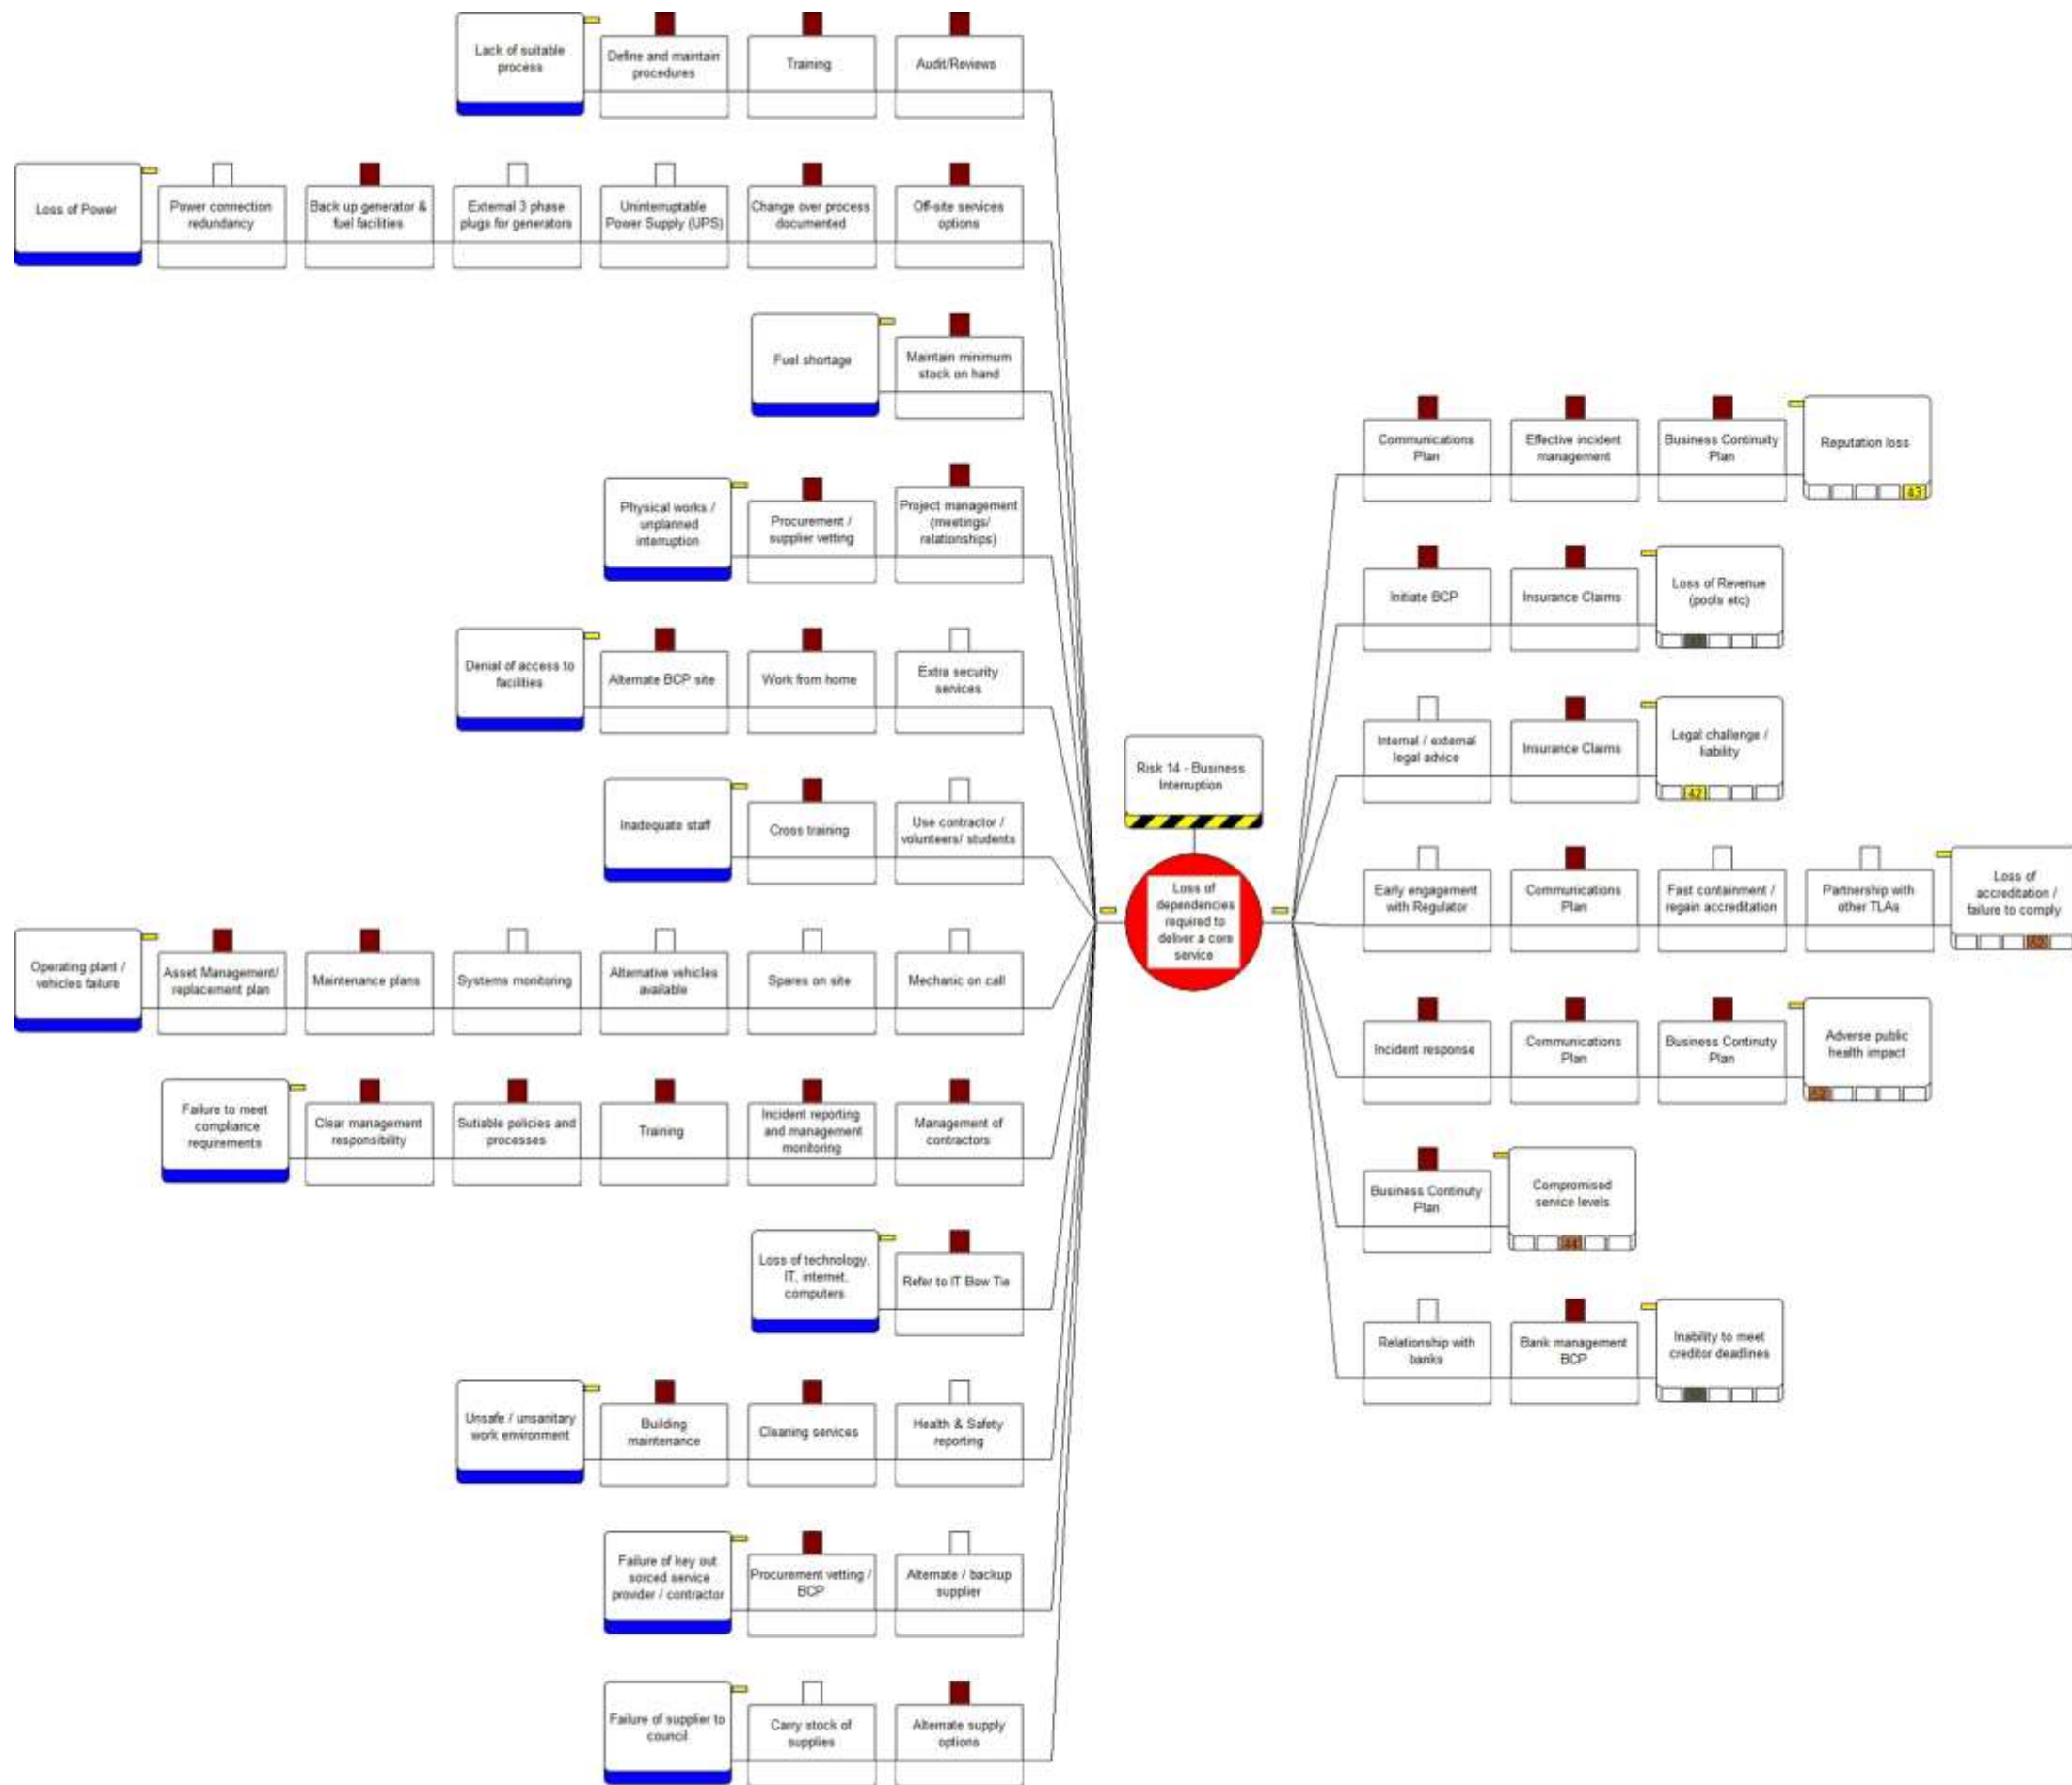 Lack of suitable
process
Define and maintain
procedures
Training
Audit/Reviews
Loss of Power
Power connection
redundancy
Back up generator &
fuel facilities
External 3 phase
plugs for generators
Uninterruptable
Power Supply (UPS)
Change over process
documented
Off-site services
options
Fuel shortage
Maintain minimum
stock on hand
Physical works /
unplanned
interruption
Procurement /
supplier vetting
Project management
(meetings/
relationships)
Denial of access to
facilities
Alternate BCP site
Work from home
Extra security
services
Inadequate staff
Cross training
Use contractor /
volunteers/ students
Operating plant /
vehicles failure
Asset Management/
replacement plan
Maintenance plans
Systems monitoring
Alternative vehicles
available
Spares on site
Mechanic on call
Failure to meet
compliance
requirements
Clear management
responsibility
Sutiable policies and
processes
Training
Incident reporting
and management
monitoring
Management of
contractors
Loss of technology,
IT, internet,
computers
Refer to IT Bow Tie
Unsafe / unsanitary
work environment
Building
maintenance
Cleaning services
Health & Safety
reporting
Failure of key out
sorced service
provider / contractor
Procurement vetting /
BCP
Alternate / backup
supplier
Failure of supplier to
council
Carry stock of
supplies
Alternate supply
options
Risk 14 - Business
Interruption
Loss of
dependencies
required to
deliver a core
service
Communications
Plan
Effective incident
management
Business Continuity
Plan
Reputation loss
43
Initiate BCP
Insurance Claims
Loss of Revenue
(pools etc)
Internal / external
legal advice
Insurance Claims
Legal challenge /
liability
42
Early engagement
with Regulator
Communications
Plan
Fast containment /
regain accreditation
Partnership with
other TLAs
Loss of
accreditation /
failure to comply
Incident response
Communications
Plan
Business Continuty
Plan
Adverse public
health impact
Business Continuty
Plan
Compromised
service levels
44
Relationship with
banks
Bank management
BCP
Inability to meet
creditor deadlines